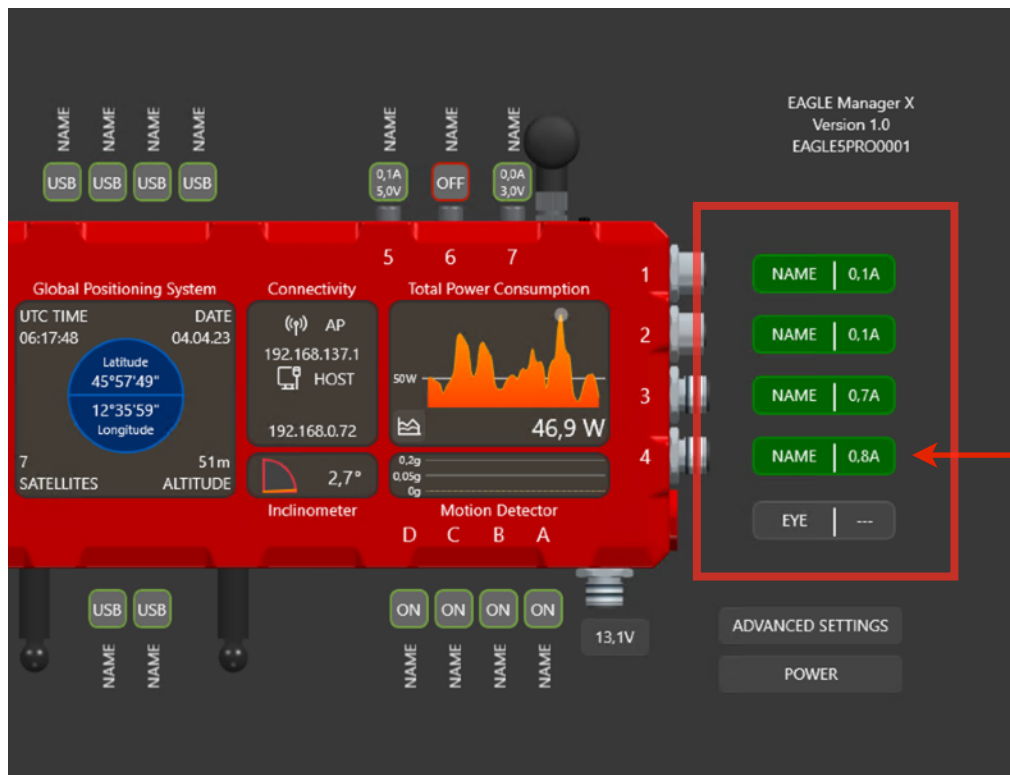 EAGLE Manager X
Version 1.0
EAGLE5PRO0001
NAME NAME NAME NAME NAME NAME NAME
USB USB USB USB 0,1A 5,0V OFF 0,0A 3,0V
5 6 7
Global Positioning System
UTC TIME DATE
06:17:48 04.04.23
Latitude
45°57'49"
12°35'59"
Longitude
7 51m
SATELLITES ALTITUDE
Connectivity
AP
192.168.137.1
HOST
192.168.0.72
2,7°
Inclinometer
Total Power Consumption
50W
46,9 W
0,2g
0,05g
0g
Motion Detector
D C B A
1 NAME 0,1A
2 NAME 0,1A
3 NAME 0,7A
4 NAME 0,8A
EYE ---
USB USB ON ON ON ON
NAME NAME NAME NAME NAME NAME
13,1V
ADVANCED SETTINGS
POWER